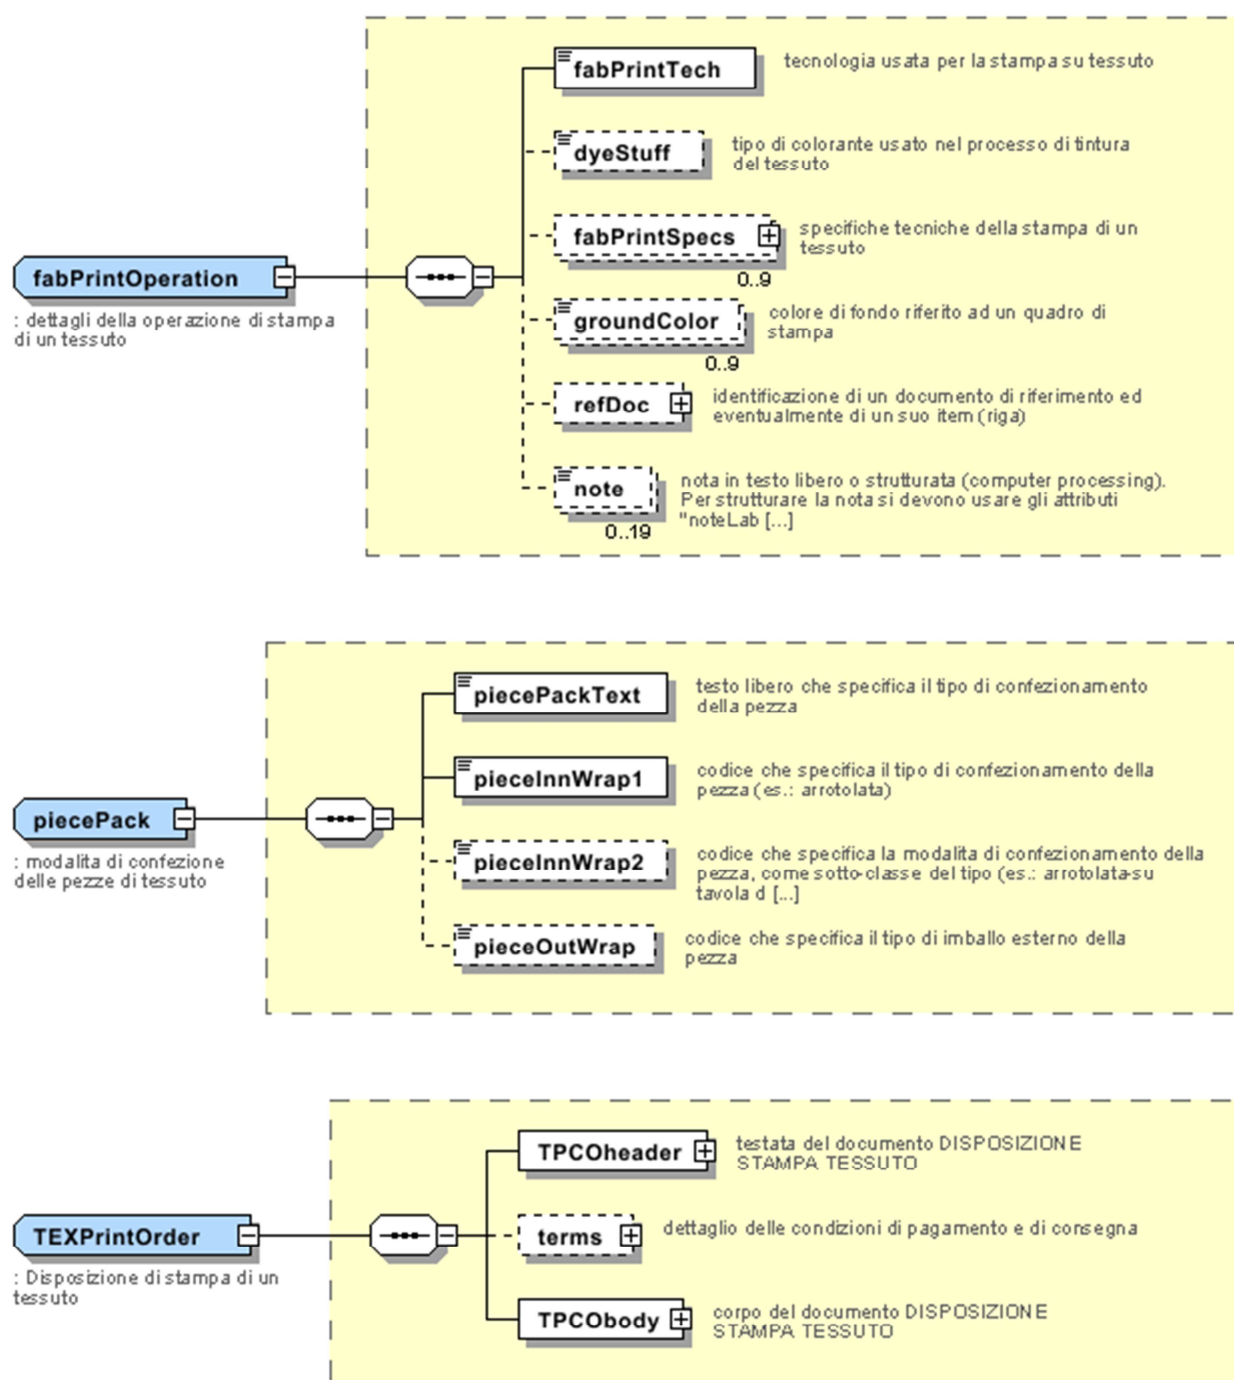 fabPrintTech
tecnologia usata per la stampa su tessuto
dyeStuff
tipo di colorante usato nel processo di tintura
del tessuto
fabPrintSpecs
specifiche tecniche della stampa di un
tessuto
0..9
fabPrintOperation
: dettagli della operazione di stampa
di un tessuto
groundColor
colore di fondo riferito ad un quadro di
stampa
0..9
refDoc
identificazione di un documento di riferimento ed
eventualmente di un suo item (riga)
note
nota in testo libero o strutturata (computer processing).
Per strutturare la nota si devono usare gli attributi
"noteLab [...]
0..19
piecePackText
testo libero che specifica il tipo di confezionamento
della pezza
pieceInnWrap1
codice che specifica il tipo di confezionamento della
pezza (es.: arrotolata)
piecePack
: modalita di confezione
delle pezze di tessuto
pieceInnWrap2
codice che specifica la modalita di confezionamento della
pezza, come sotto-classe del tipo (es.: arrotolata-su
tavola d [...]
pieceOutWrap
codice che specifica il tipo di imballo esterno della
pezza
TPCOheader
testata del documento DISPOSIZIONE
STAMPA TESSUTO
TEXPrintOrder
: Disposizione di stampa di un
tessuto
terms
dettaglio delle condizioni di pagamento e di consegna
TPCObody
corpo del documento DISPOSIZIONE
STAMPA TESSUTO